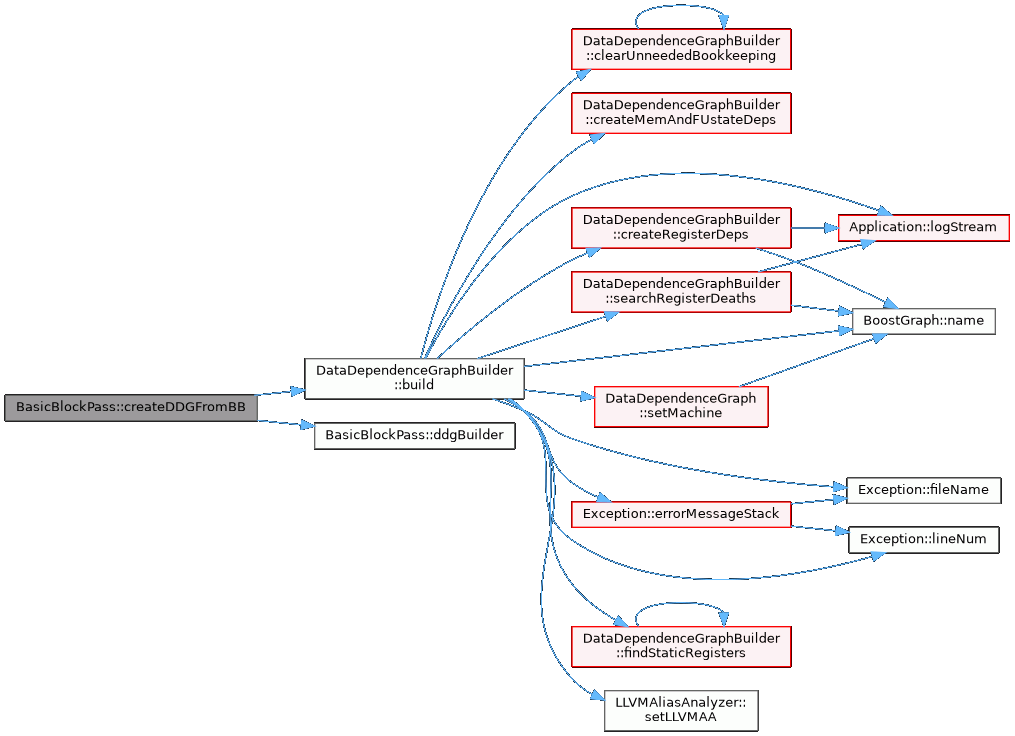 DataDependenceGraphBuilder
::clearUnneededBookkeeping
DataDependenceGraphBuilder
::createMemAndFUstateDeps
DataDependenceGraphBuilder
::createRegisterDeps
Application::logStream
DataDependenceGraphBuilder
::searchRegisterDeaths
BoostGraph::name
DataDependenceGraphBuilder
::build
BasicBlockPass::createDDGFromBB
DataDependenceGraph
::setMachine
BasicBlockPass::ddgBuilder
Exception::fileName
Exception::errorMessageStack
Exception::lineNum
DataDependenceGraphBuilder
::findStaticRegisters
LLVMAliasAnalyzer::
setLLVMAA